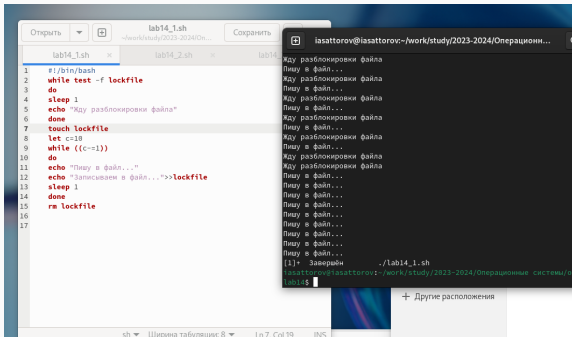 Открыть
lab14_1.sh
~/work/study/2023-2024/Оп...
Сохранить
lab14_1.sh ×
lab14_2.sh ×
lab14_
1 #!/bin/bash
2 while test -f lockfile
3 do
4 sleep 1
5 echo "Жду разблокировки файла"
6 done
7 touch lockfile
8 let c=10
9 while ((c-=1))
10 do
11 echo "Пишу в файл..."
12 echo "Записываем в файл...">>lockfile
13 sleep 1
14 done
15 rm lockfile
16
17
sh Ширина табуляции: 8 Ln 7, Col 19 INS
iasattorov@iasattorov:~/work/study/2023-2024/Операционн...
Жду разблокировки файла
Пишу в файл...
Жду разблокировки файла
Пишу в файл...
Жду разблокировки файла
Пишу в файл...
Жду разблокировки файла
Пишу в файл...
Жду разблокировки файла
Пишу в файл...
Жду разблокировки файла
Жду разблокировки файла
Пишу в файл...
Пишу в файл...
Пишу в файл...
Пишу в файл...
Пишу в файл...
Пишу в файл...
Пишу в файл...
Пишу в файл...
Пишу в файл...
[1]+ Завершён ./lab14_1.sh
iasattorov@iasattorov:~/work/study/2023-2024/Операционные системы/o
lab14$
+ Другие расположения